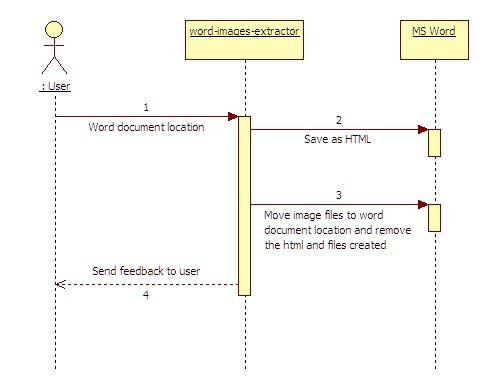 word-images-extractor
MS Word
: User
1
Word document location
2
Save as HTML
3
Move image files to word
document location and remove
the html and files created
Send feedback to user
4